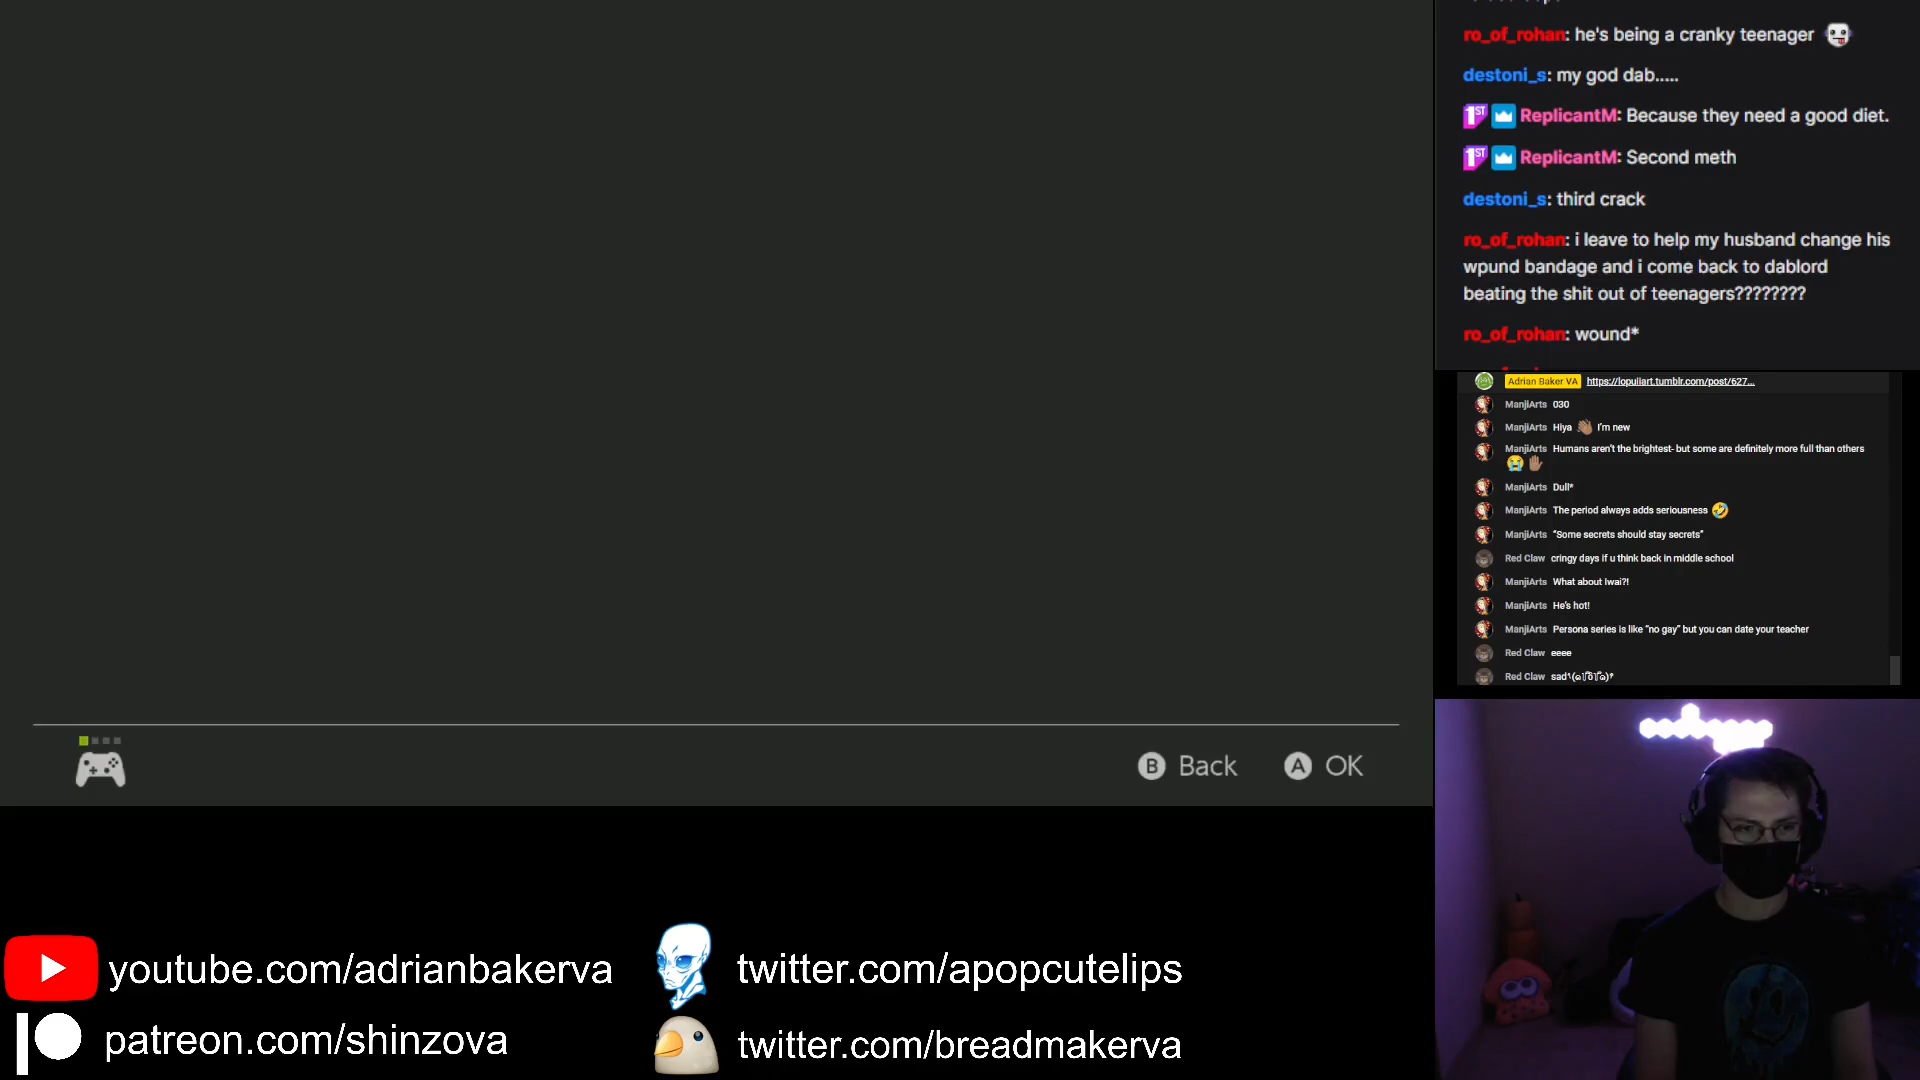 ro_of_rohan: he's being a cranky teenager
destoni_s: my god dab.....
1ST ReplicantM: Because they need a good diet.
1ST ReplicantM: Second meth
destoni_s: third crack
ro_of_rohan: i leave to help my husband change his
wpund bandage and i come back to dablord
beating the shit out of teenagers????????
ro_of_rohan: wound*
Adrian Baker VA https://lopuliart.tumblr.com/post/627...
ManjiArts 030
ManjiArts Hiya 👋🏽 I'm new
ManjiArts Humans aren't the brightest- but some are definitely more full than others
😭✋🏽
ManjiArts Dull*
ManjiArts The period always adds seriousness 🤣
ManjiArts "Some secrets should stay secrets"
Red Claw cringy days if u think back in middle school
ManjiArts What about Iwai?!
ManjiArts He's hot!
ManjiArts Persona series is like "no gay" but you can date your teacher
Red Claw eeee
Red Claw sad
B Back A OK
youtube.com/adrianbakerva
twitter.com/apopcutelips
patreon.com/shinzova
twitter.com/breadmakerva